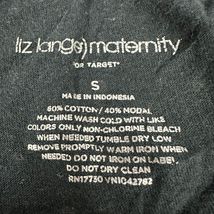 liz lange) maternity
FOR TARGET®
S
MADE IN INDONESIA
60% COTTON/ 40% MODAL
MACHINE WASH COLD WITH LIKE
COLORS ONLY NON-CHLORINE BLEACH
WHEN NEEDED TUMBLE DRY LOW
REMOVE PROMPTLY WARM IRON WHEN
NEEDED DO NOT IRON ON LABEL
DO NOT DRY CLEAN
RN17730 VN1042782